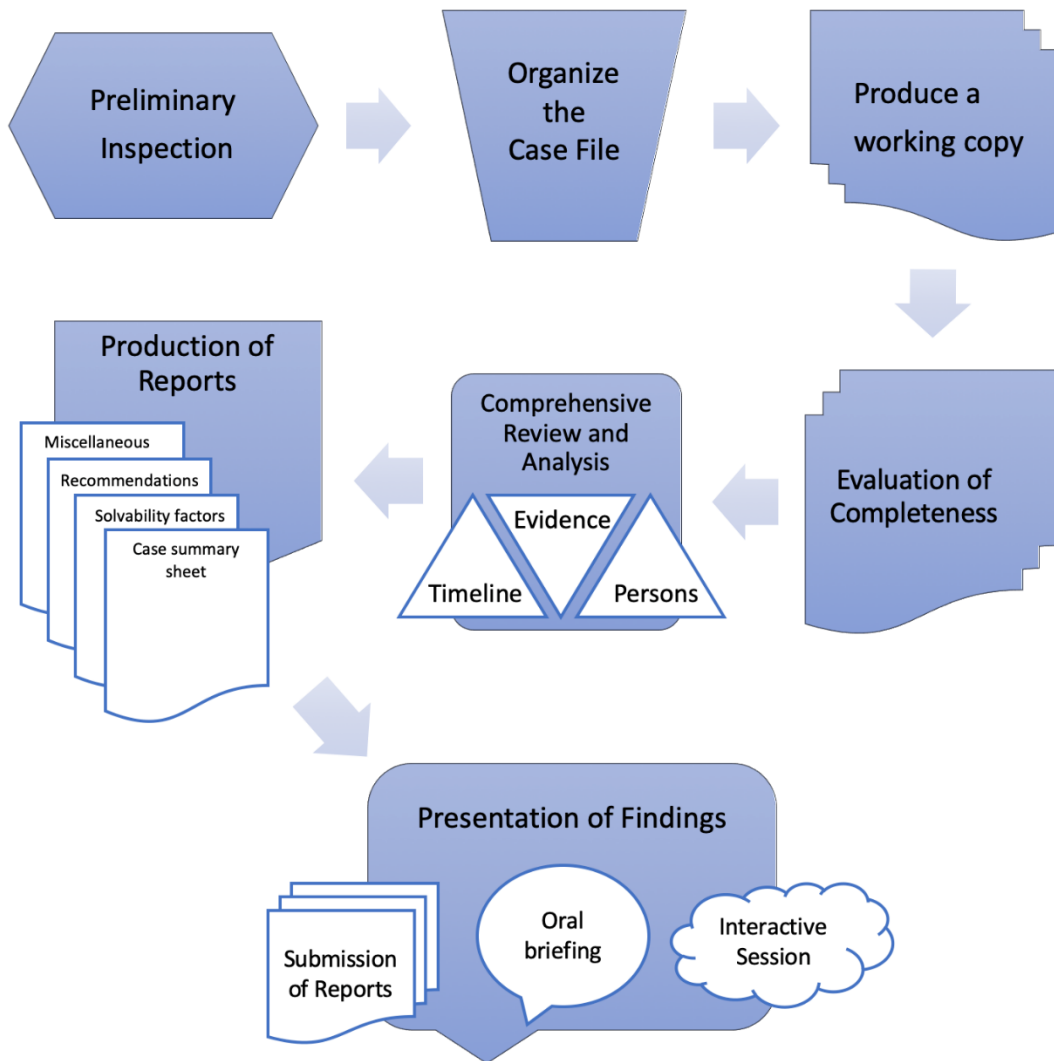 Preliminary
Inspection
Organize
the
Case File
Produce a
working copy
Evaluation of
Completeness
Comprehensive
Review and
Analysis
Evidence
Timeline
Persons
Production of
Reports
Miscellaneous
Recommendations
Solvability factors
Case summary
sheet
Presentation of Findings
Submission
of Reports
Oral
briefing
Interactive
Session